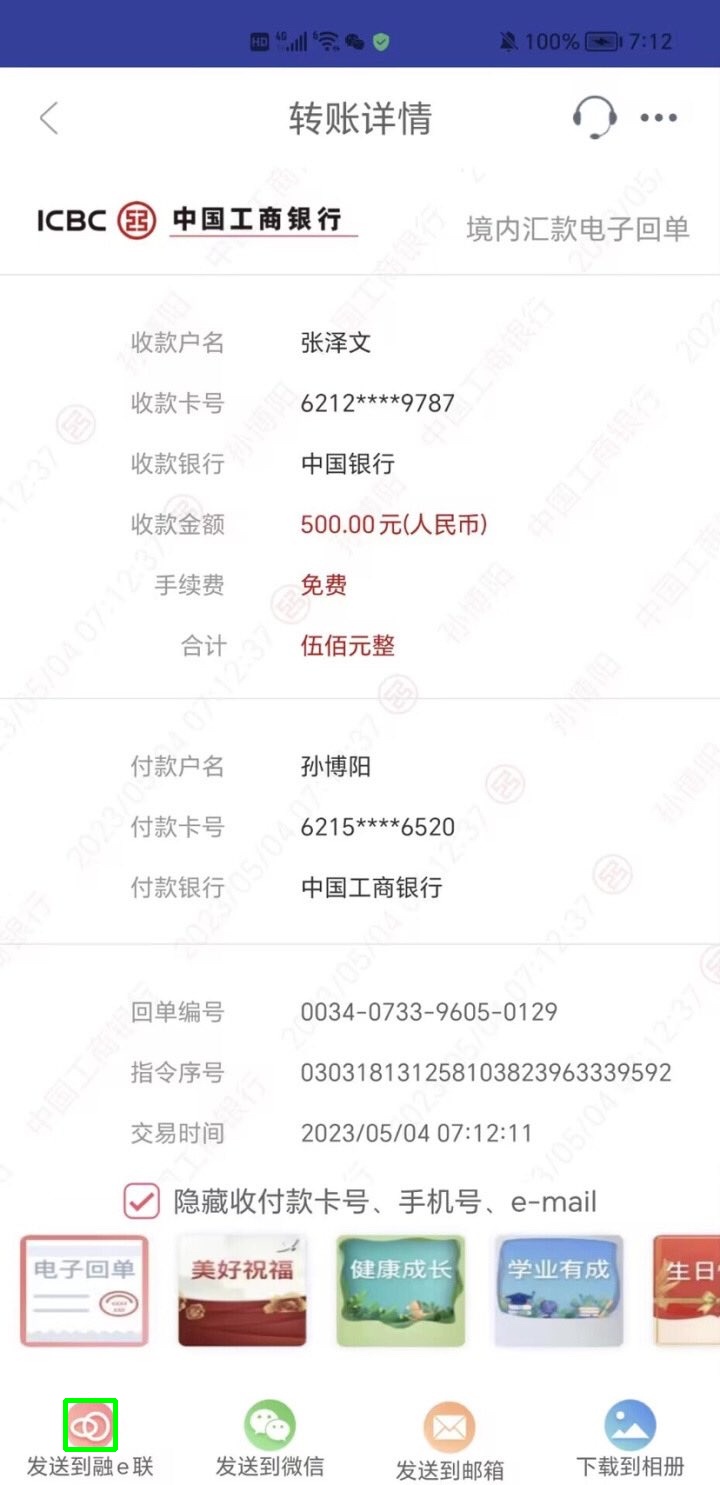 HD 4G 6 100% 7:12
转账详情
ICBC 中国工商银行
境内汇款电子回单
收款户名 张泽文
收款卡号 6212****9787
收款银行 中国银行
收款金额 500.00元(人民币)
手续费 免费
合计 伍佰元整
付款户名 孙博阳
付款卡号 6215****6520
付款银行 中国工商银行
回单编号 0034-0733-9605-0129
指令序号 030318131258103823963339592
交易时间 2023/05/04 07:12:11
隐藏收付款卡号、手机号、e-mail
电子回单 美好祝福 健康成长 学业有成 生日
发送到融e联 发送到微信 发送到邮箱 下载到相册